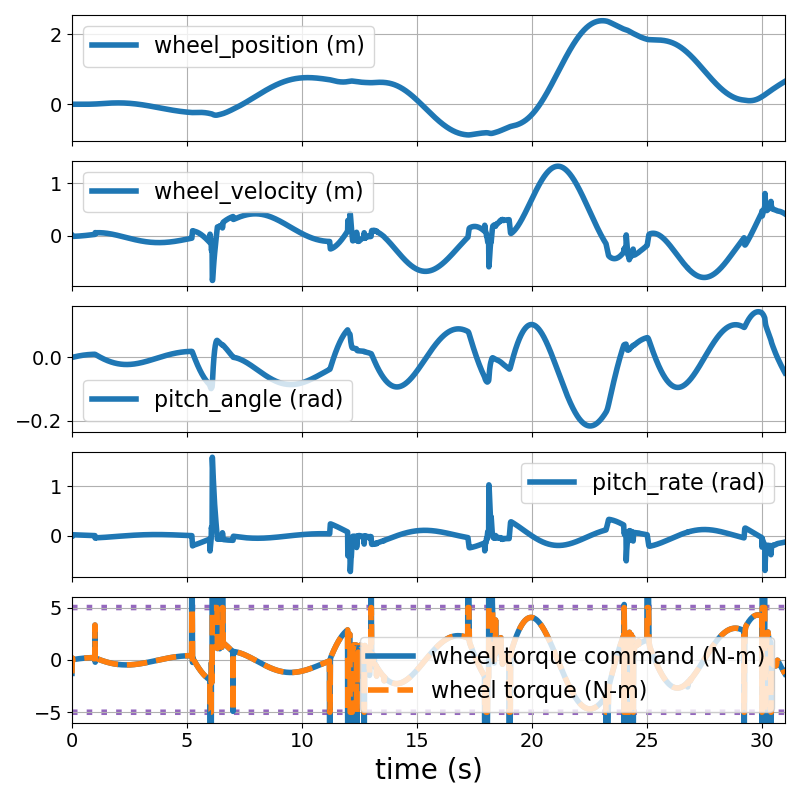 2
0
wheel_position (m)
1
0
wheel_velocity (m)
0.0
−0.2
pitch_angle (rad)
1
0
pitch_rate (rad)
5
0
−5
wheel torque command (N-m)
wheel torque (N-m)
0 5 10 15 20 25 30
time (s)